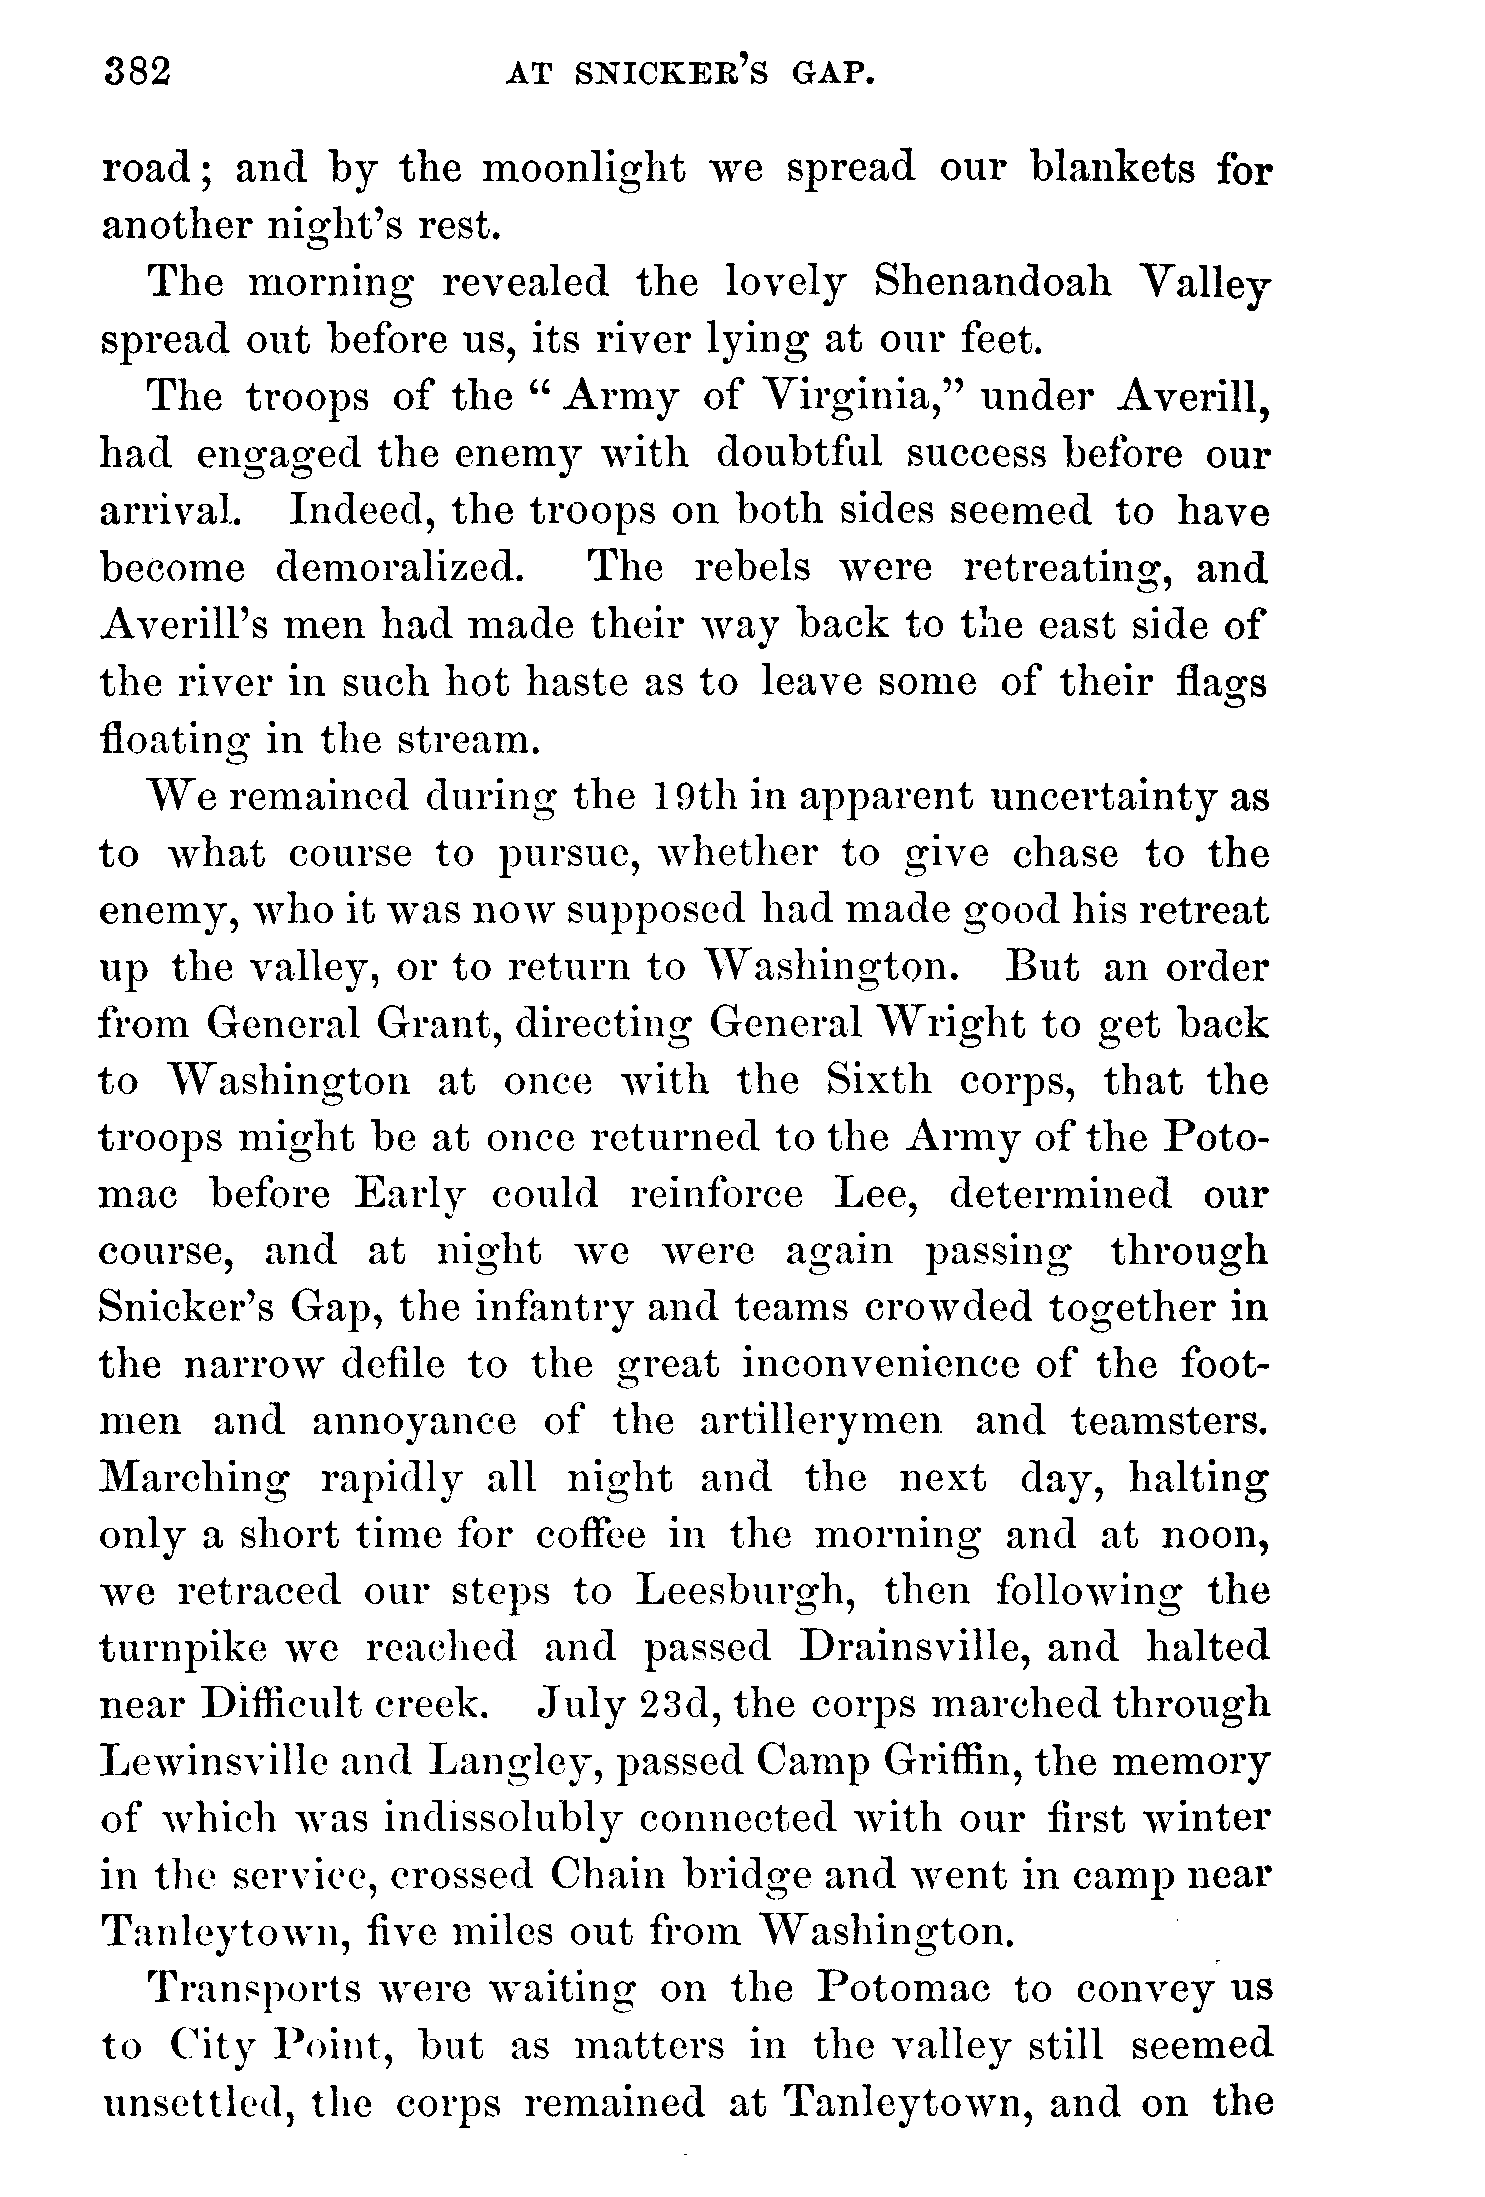 382 AT SNICKER'S GAP.
road; and by the moonlight we spread our blankets for
another night's rest.
The morning revealed the lovely Shenandoah Valley
spread out before us, its river lying at our feet.
The troops of the “Army of Virginia,” under Averill,
had engaged the enemy with doubtful success before our
arrival. Indeed, the troops on both sides seemed to have
become demoralized. The rebels were retreating, and
Averill's men had made their way back to the east side of
the river in such hot haste as to leave some of their flags
floating in the stream.
We remained during the 19th in apparent uncertainty as
to what course to pursue, whether to give chase to the
enemy, who it was now supposed had made good his retreat
up the valley, or to return to Washington. But an order
from General Grant, directing General Wright to get back
to Washington at once with the Sixth corps, that the
troops might be at once returned to the Army of the Poto-
mac before Early could reinforce Lee, determined our
course, and at night we were again passing through
Snicker's Gap, the infantry and teams crowded together in
the narrow defile to the great inconvenience of the foot-
men and annoyance of the artillerymen and teamsters.
Marching rapidly all night and the next day, halting
only a short time for coffee in the morning and at noon,
we retraced our steps to Leesburgh, then following the
turnpike we reached and passed Drainsville, and halted
near Difficult creek. July 23d, the corps marched through
Lewinsville and Langley, passed Camp Griffin, the memory
of which was indissolubly connected with our first winter
in the service, crossed Chain bridge and went in camp near
Tanleytown, five miles out from Washington.
Transports were waiting on the Potomac to convey us
to City Point, but as matters in the valley still seemed
unsettled, the corps remained at Tanleytown, and on the